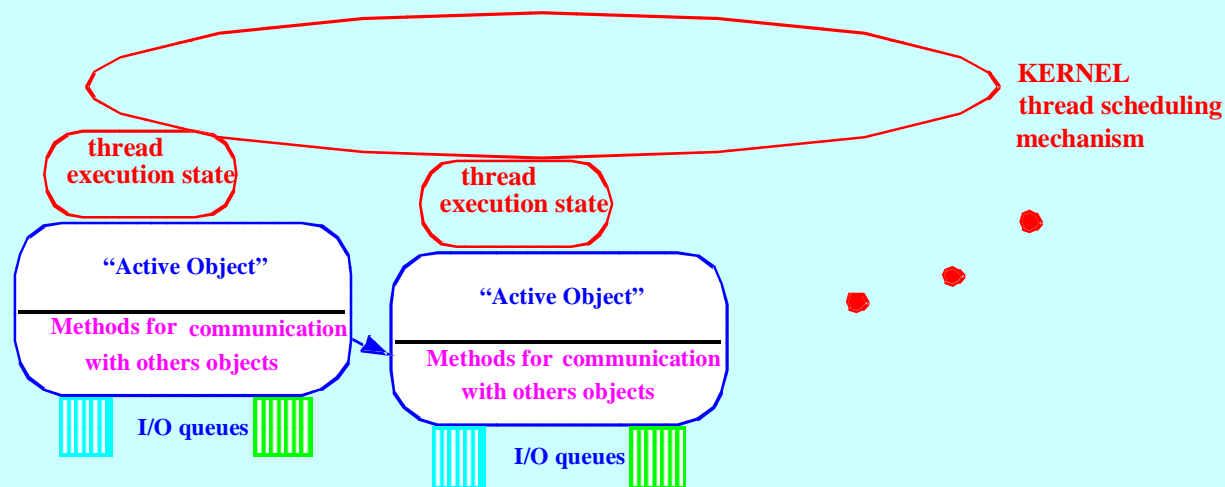 KERNEL
thread scheduling
mechanism
thread
execution state
thread
execution state
“Active Object”
Methods for communication
with others objects
I/O queues
“Active Object”
Methods for communication
with others objects
I/O queues